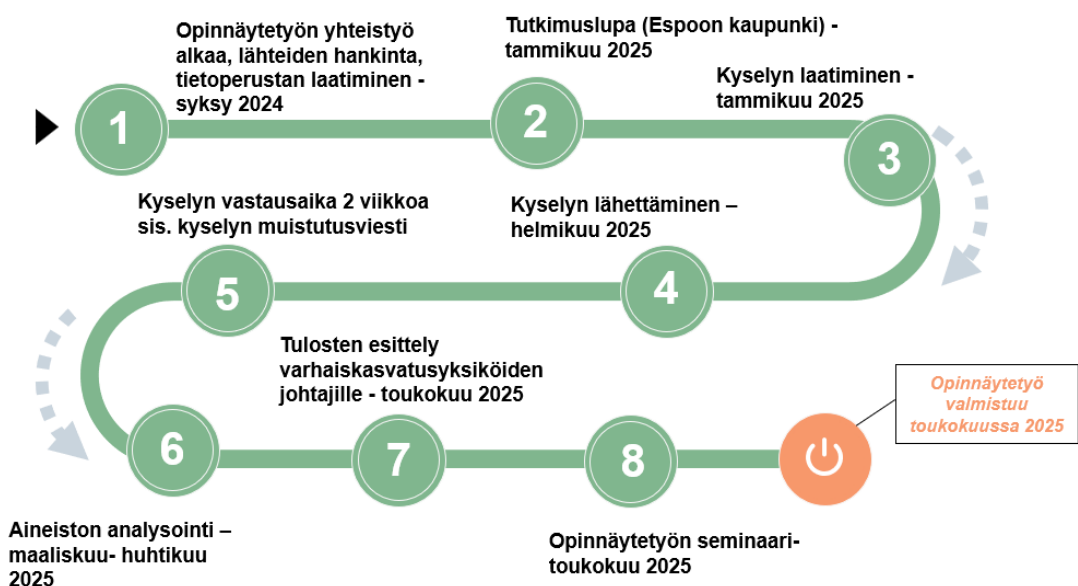 Opinnäytetyön yhteistyö
alkaa, lähteiden hankinta,
tietoperustan laatiminen -
syksy 2024
1
Tutkimuslupa (Espoon kaupunki) -
tammikuu 2025
2
Kyselyn laatiminen -
tammikuu 2025
3
Kyselyn lähettäminen –
helmikuu 2025
4
Kyselyn vastausaika 2 viikkoa
sis. kyselyn muistutusviesti
5
6
Aineiston analysointi –
maaliskuu- huhtikuu
2025
Tulosten esittely
varhaiskasvatusyksiköiden
johtajille - toukokuu 2025
7
8
Opinnäytetyön seminaari-
toukokuu 2025
Opinnäytetyö
valmistuu
toukokuussa 2025